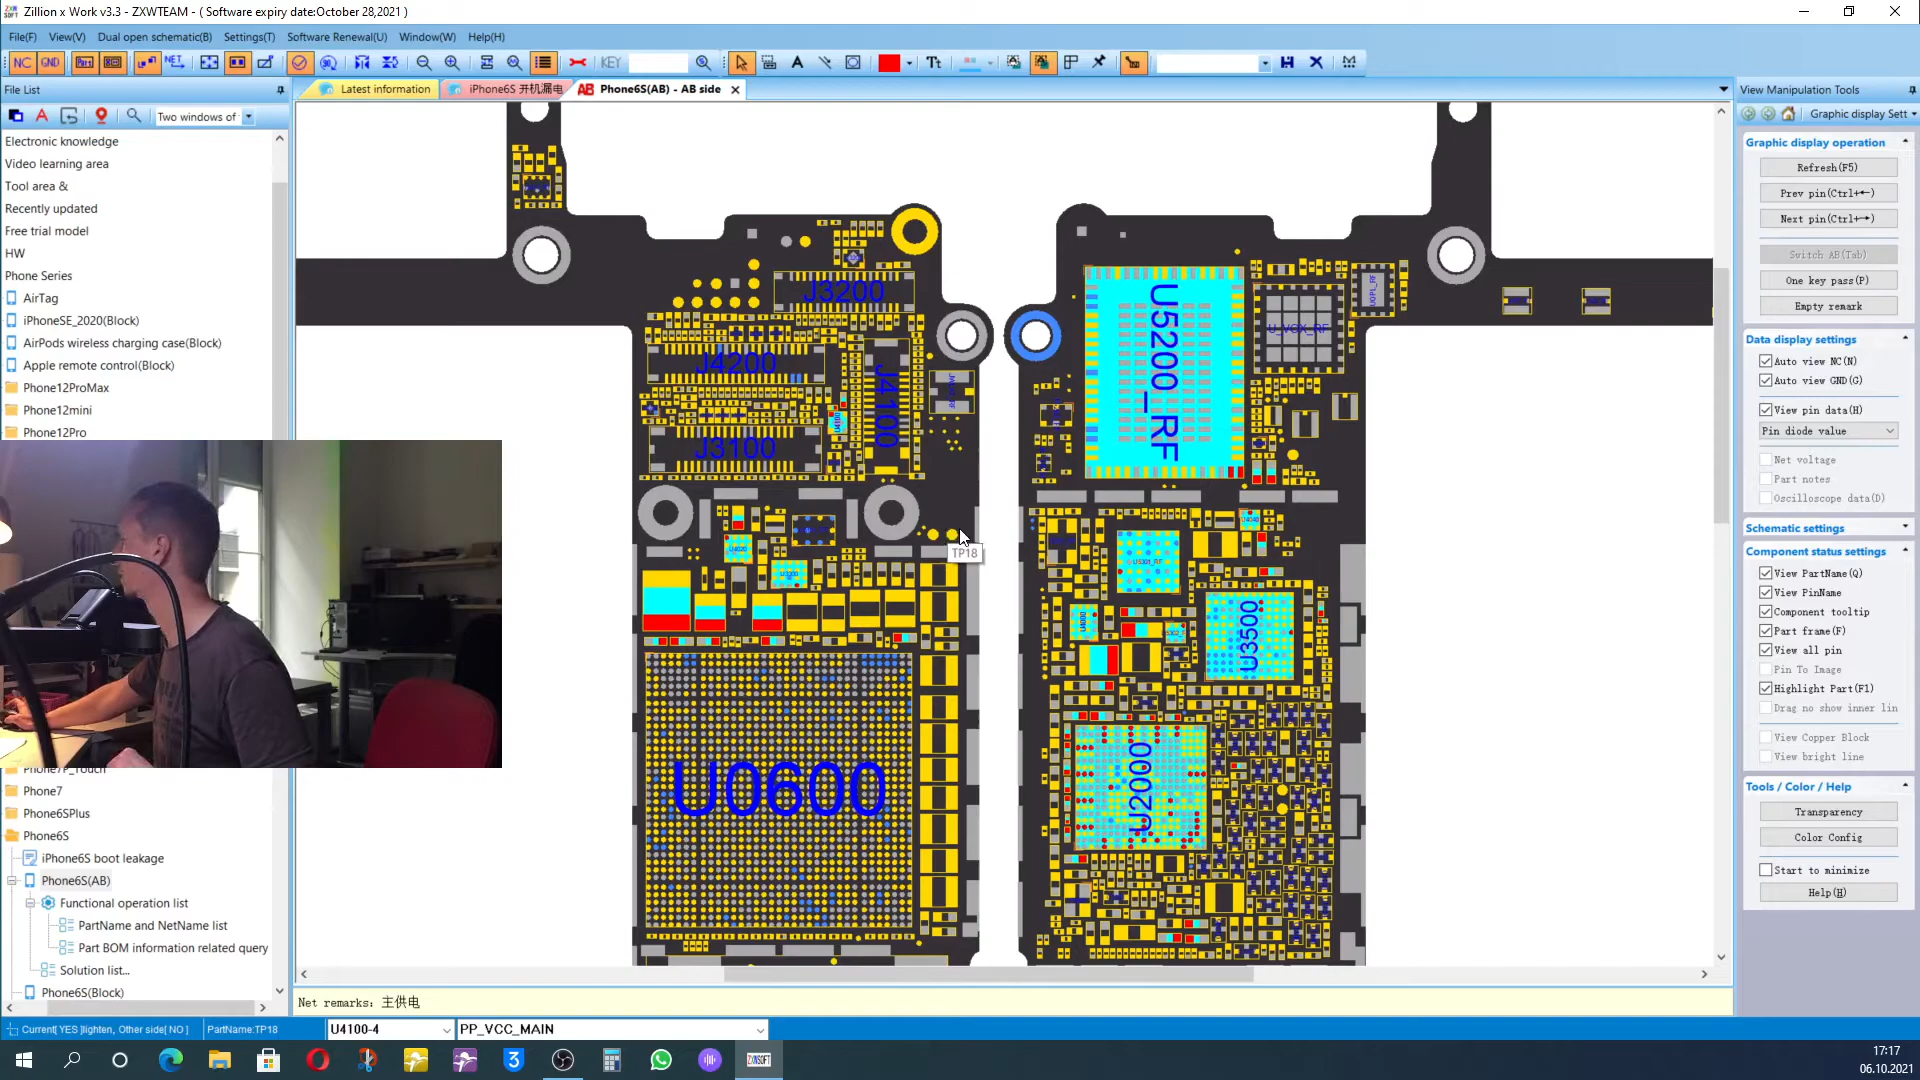 Zillion x Work v3.3 - ZXWTEAM - ( Software expiry date:October 28,2021 )
File(F) View(V) Dual open schematic(B) Settings(T) Software Renewal(U) Window(W) Help(H)
NC GND NET KEY A Tt
File List
Latest information
iPhone6S 开机漏电
AB Phone6S(AB) - AB side
View Manipulation Tools
Two windows of
Graphic display Sett
Electronic knowledge
Video learning area
Tool area &
Recently updated
Free trial model
HW
Phone Series
AirTag
iPhoneSE_2020(Block)
AirPods wireless charging case(Block)
Apple remote control(Block)
Phone12ProMax
Phone12mini
Phone12Pro
Phone7P_Touch
Phone7
Phone6SPlus
Phone6S
iPhone6S boot leakage
Phone6S(AB)
Functional operation list
PartName and NetName list
Part BOM information related query
Solution list...
Phone6S(Block)
J3200
J4200
J4100
J3100
U4020
TP18
U0600
U5200_RF
U_VOX_RF
U3500
U2000
Graphic display operation
Refresh(F5)
Prev pin(Ctrl+←)
Next pin(Ctrl+→)
Switch AB(Tab)
One key pass(P)
Empty remark
Data display settings
Auto view NC(N)
Auto view GND(G)
View pin data(H)
Pin diode value
Net voltage
Part notes
Oscilloscope data(D)
Schematic settings
Component status settings
View PartName(Q)
View PinName
Component tooltip
Part frame(F)
View all pin
Pin To Image
Highlight Part(F1)
Drag no show inner lin
View Copper Block
View bright line
Tools / Color / Help
Transparency
Color Config
Start to minimize
Help(H)
Net remarks: 主供电
Current[ YES ]lighten, Other side[ NO ]
PartName:TP18
U4100-4
PP_VCC_MAIN
3
ZXWSOFT
17:17
06.10.2021